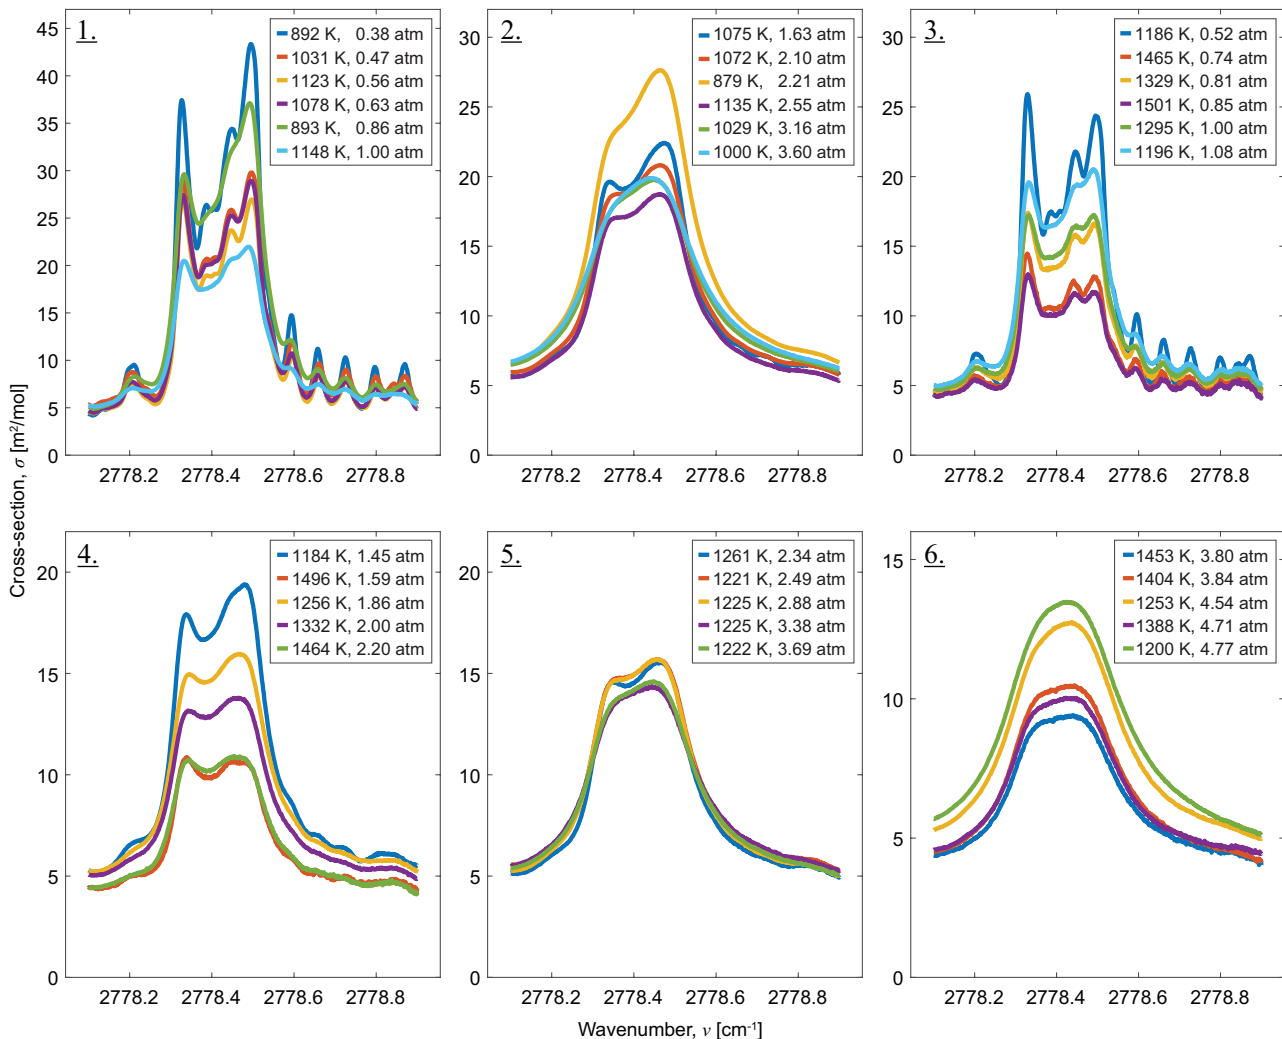 1.
45
40
35
30
25
20
15
10
5
0
892 K, 0.38 atm
1031 K, 0.47 atm
1123 K, 0.56 atm
1078 K, 0.63 atm
893 K, 0.86 atm
1148 K, 1.00 atm
2778.2 2778.4 2778.6 2778.8
2.
30
25
20
15
10
5
0
1075 K, 1.63 atm
1072 K, 2.10 atm
879 K, 2.21 atm
1135 K, 2.55 atm
1029 K, 3.16 atm
1000 K, 3.60 atm
2778.2 2778.4 2778.6 2778.8
3.
30
25
20
15
10
5
0
1186 K, 0.52 atm
1465 K, 0.74 atm
1329 K, 0.81 atm
1501 K, 0.85 atm
1295 K, 1.00 atm
1196 K, 1.08 atm
2778.2 2778.4 2778.6 2778.8
Cross-section, σ [m²/mol]
4.
20
15
10
5
0
1184 K, 1.45 atm
1496 K, 1.59 atm
1256 K, 1.86 atm
1332 K, 2.00 atm
1464 K, 2.20 atm
2778.2 2778.4 2778.6 2778.8
5.
20
15
10
5
0
1261 K, 2.34 atm
1221 K, 2.49 atm
1225 K, 2.88 atm
1225 K, 3.38 atm
1222 K, 3.69 atm
2778.2 2778.4 2778.6 2778.8
6.
15
10
5
0
1453 K, 3.80 atm
1404 K, 3.84 atm
1253 K, 4.54 atm
1388 K, 4.71 atm
1200 K, 4.77 atm
2778.2 2778.4 2778.6 2778.8
Wavenumber, ν [cm⁻¹]